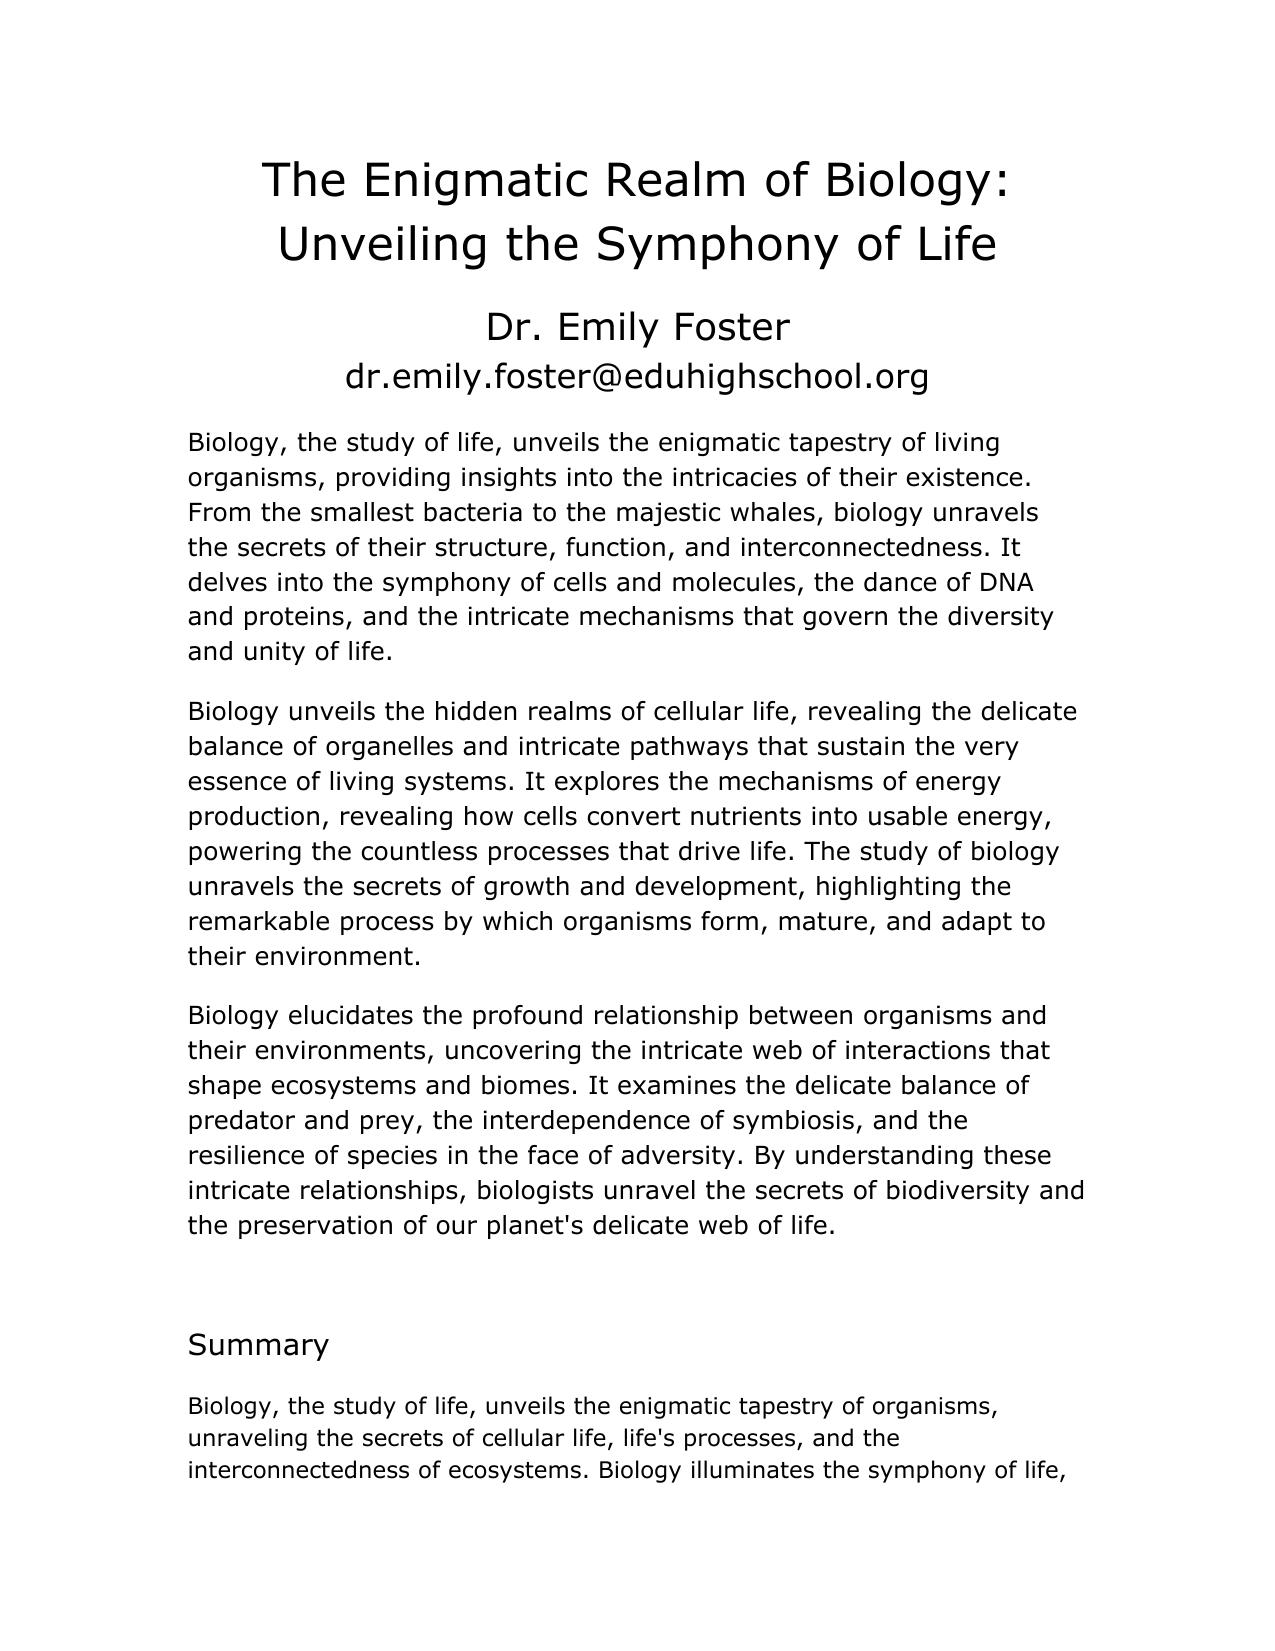 The Enigmatic Realm of Biology:
Unveiling the Symphony of Life
Dr. Emily Foster
dr.emily.foster@eduhighschool.org
Biology, the study of life, unveils the enigmatic tapestry of living
organisms, providing insights into the intricacies of their existence.
From the smallest bacteria to the majestic whales, biology unravels
the secrets of their structure, function, and interconnectedness. It
delves into the symphony of cells and molecules, the dance of DNA
and proteins, and the intricate mechanisms that govern the diversity
and unity of life.
Biology unveils the hidden realms of cellular life, revealing the delicate
balance of organelles and intricate pathways that sustain the very
essence of living systems. It explores the mechanisms of energy
production, revealing how cells convert nutrients into usable energy,
powering the countless processes that drive life. The study of biology
unravels the secrets of growth and development, highlighting the
remarkable process by which organisms form, mature, and adapt to
their environment.
Biology elucidates the profound relationship between organisms and
their environments, uncovering the intricate web of interactions that
shape ecosystems and biomes. It examines the delicate balance of
predator and prey, the interdependence of symbiosis, and the
resilience of species in the face of adversity. By understanding these
intricate relationships, biologists unravel the secrets of biodiversity and
the preservation of our planet's delicate web of life.
Summary
Biology, the study of life, unveils the enigmatic tapestry of organisms,
unraveling the secrets of cellular life, life's processes, and the
interconnectedness of ecosystems. Biology illuminates the symphony of life,